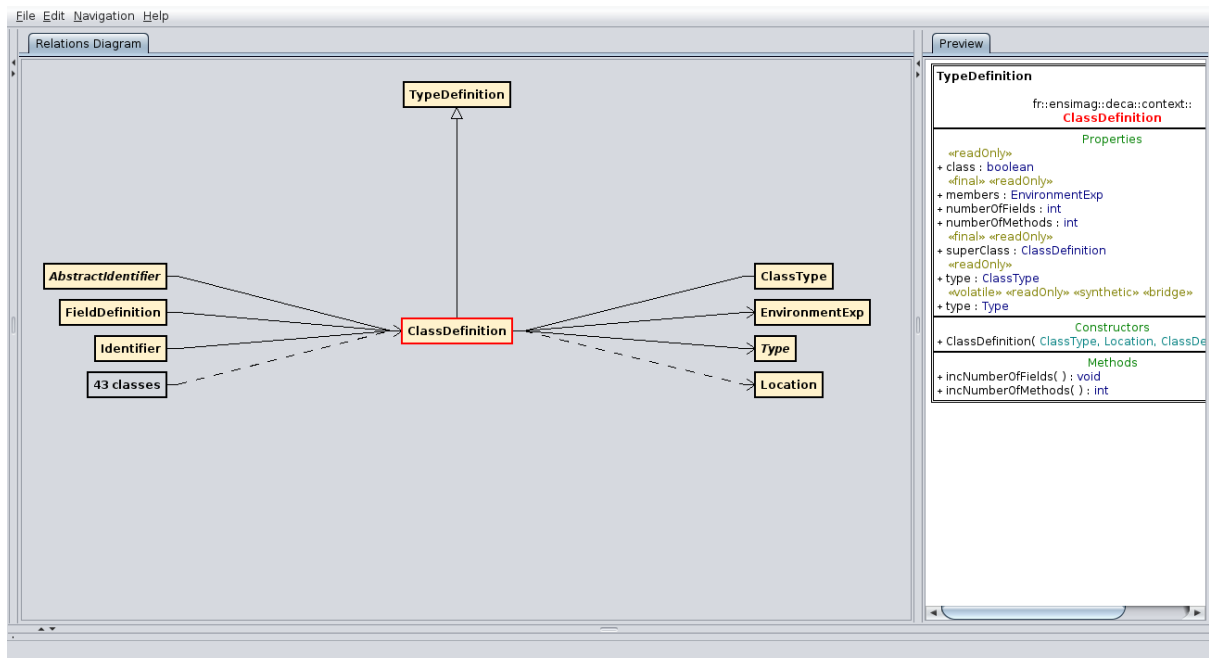 File Edit Navigation Help
Relations Diagram
TypeDefinition
AbstractIdentifier
FieldDefinition
Identifier
43 classes
ClassDefinition
ClassType
EnvironmentExp
Type
Location
Preview
TypeDefinition
fr::ensimag::deca::context::
ClassDefinition
Properties
«readOnly»
+ class : boolean
«final» «readOnly»
+ members : EnvironmentExp
+ numberOfFields : int
+ numberOfMethods : int
«final» «readOnly»
+ superClass : ClassDefinition
«readOnly»
+ type : ClassType
«volatile» «readOnly» «synthetic» «bridge»
+ type : Type
Constructors
+ ClassDefinition( ClassType, Location, ClassDe
Methods
+ incNumberOfFields( ) : void
+ incNumberOfMethods( ) : int